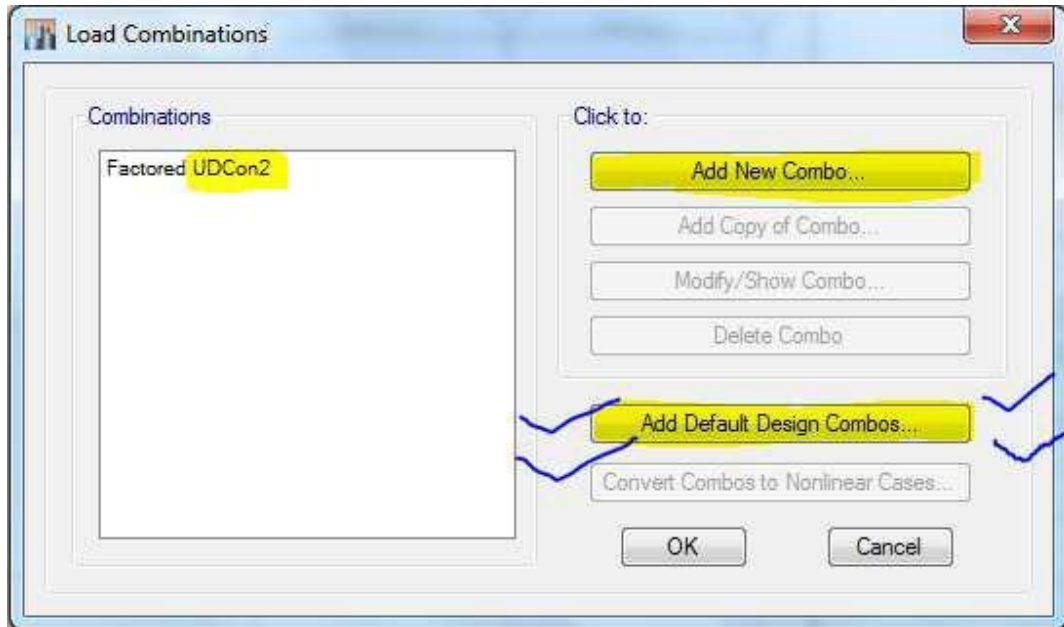 Load Combinations
Combinations
Factored UDCon2
Click to:
Add New Combo...
Add Copy of Combo...
Modify/Show Combo...
Delete Combo
Add Default Design Combos...
Convert Combos to Nonlinear Cases...
OK
Cancel